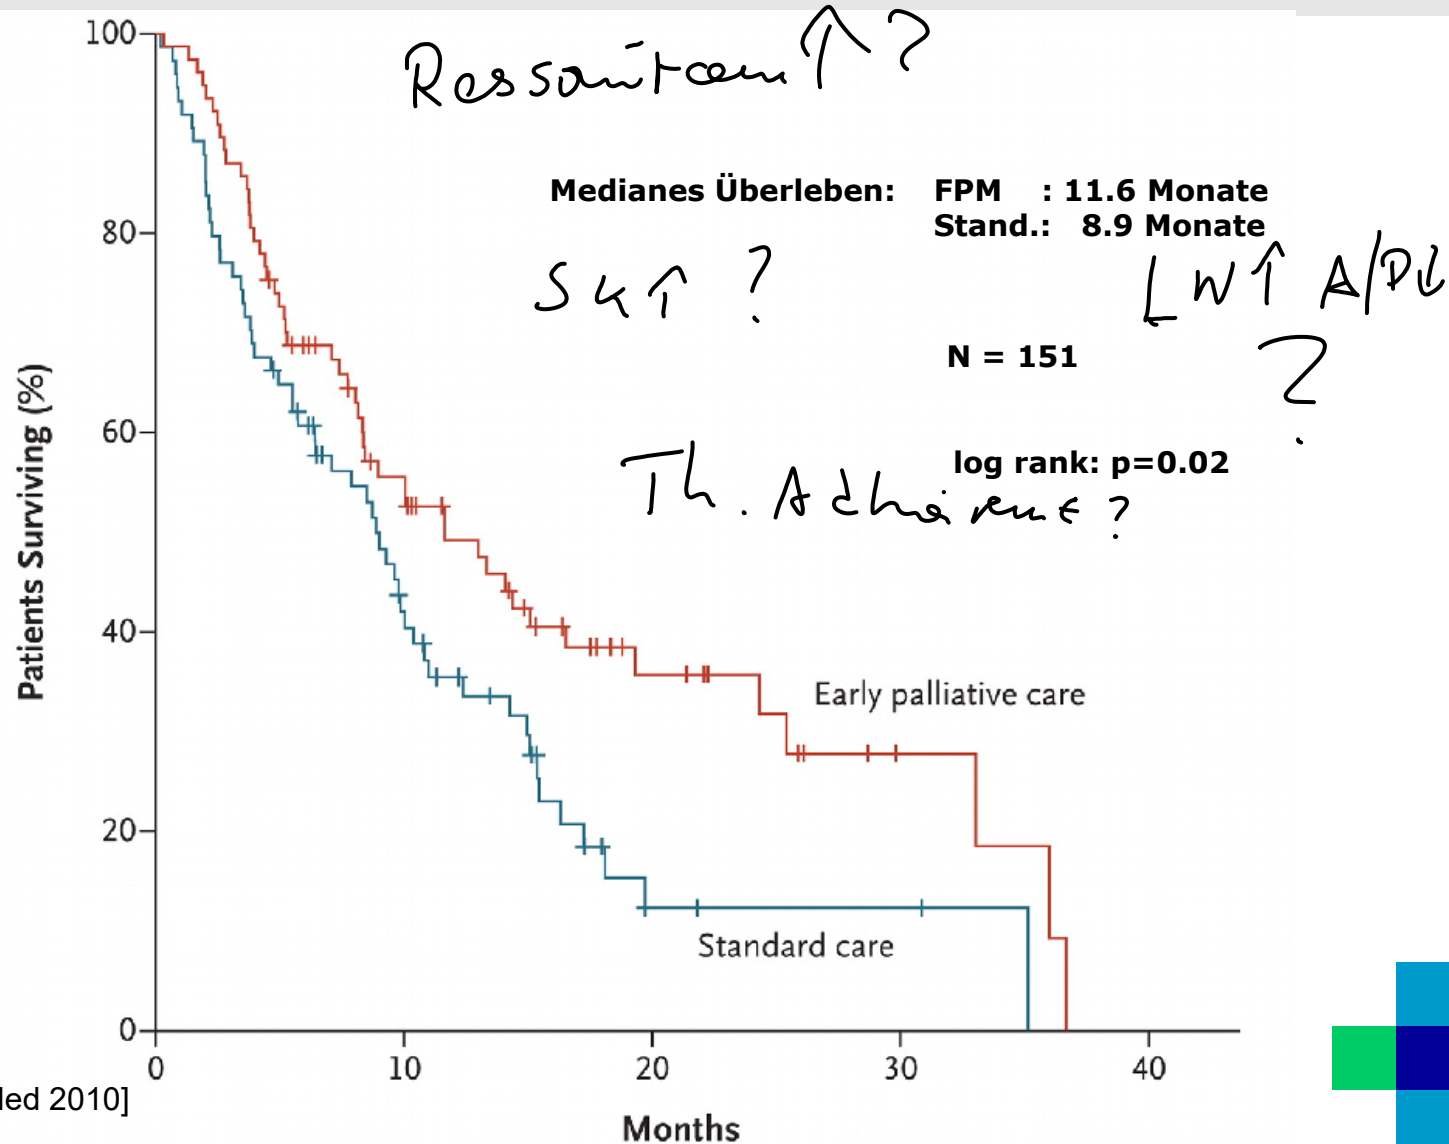 100
Ressourcen ↑ ?
Medianes Überleben: FPM : 11.6 Monate
Stand.: 8.9 Monate
80
SK↑ ?
LW↑ A/D↓
?
N = 151
60
log rank: p=0.02
Th. Adhärenz ?
40
20
0
Patients Surviving (%)
Early palliative care
Standard care
0 10 20 30 40
Months
led 2010]